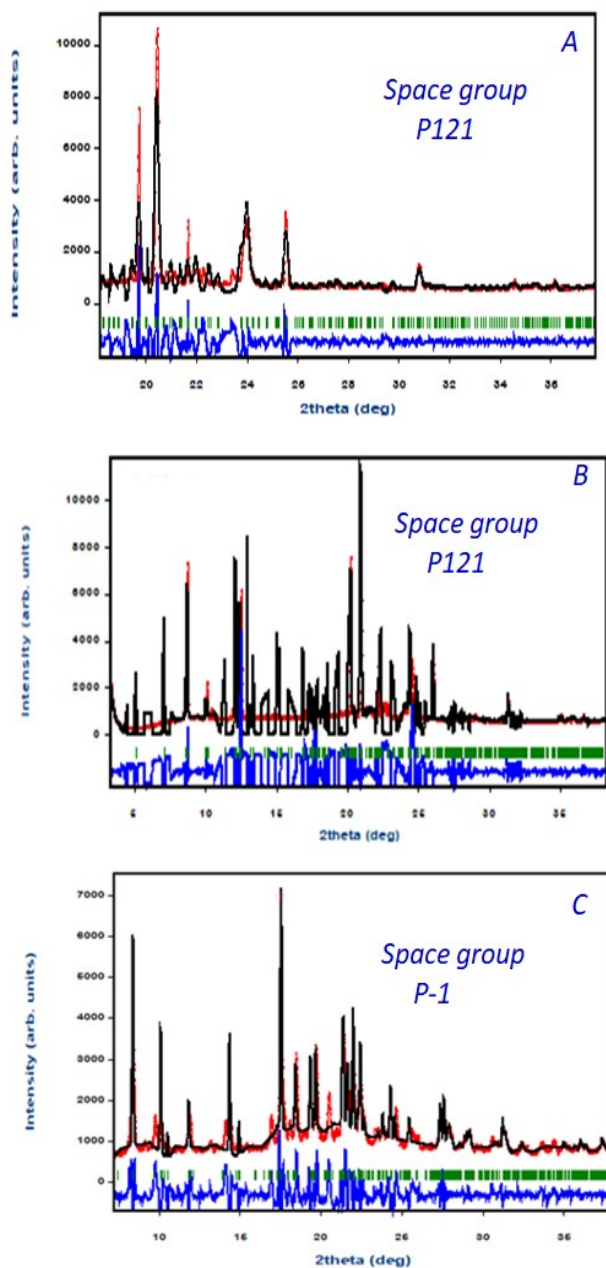 A
Space group
P121
Intensity (arb. units)
10000
8000
6000
4000
2000
0
20 22 24 26 28 30 32 34 36
2theta (deg)
B
Space group
P121
Intensity (arb. units)
10000
8000
6000
4000
2000
0
5 10 15 20 25 30 35
2theta (deg)
C
Space group
P-1
Intensity (arb. units)
7000
6000
5000
4000
3000
2000
1000
0
10 15 20 25 30 35
2theta (deg)